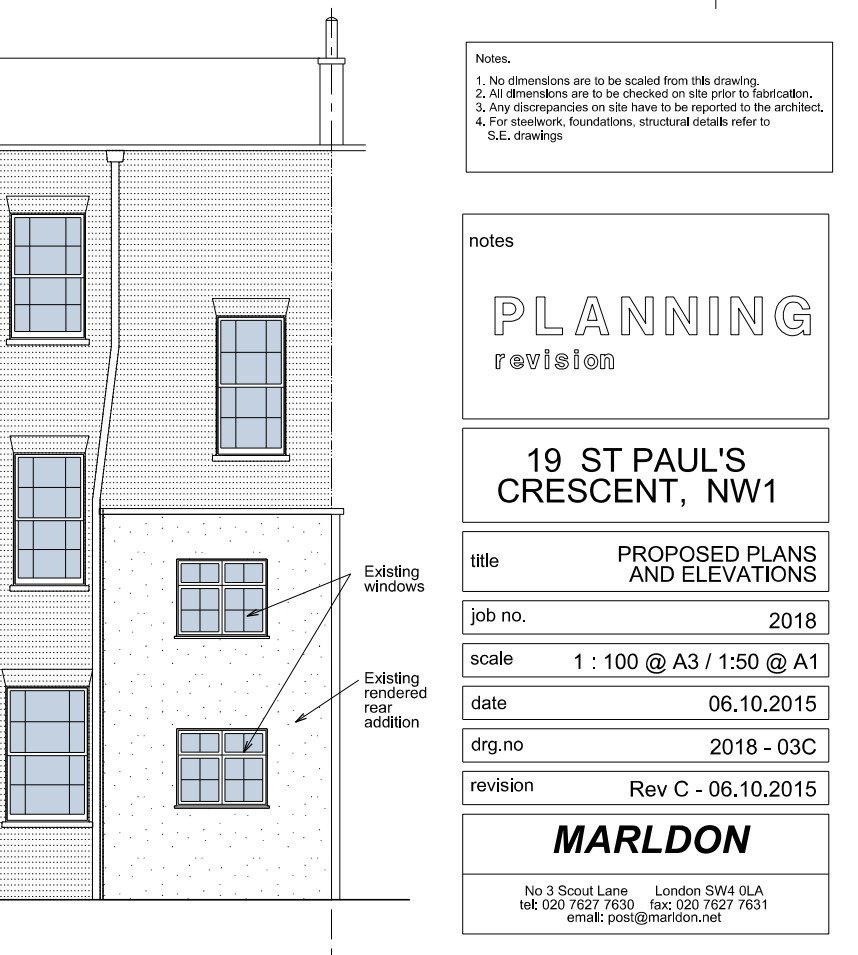 Existing
windows
Existing
rendered
rear
addition
Notes.
1. No dimensions are to be scaled from this drawing.
2. All dimensions are to be checked on site prior to fabrication.
3. Any discrepancies on site have to be reported to the architect.
4. For steelwork, foundations, structural details refer to
S.E. drawings
notes
PLANNING
revision
19 ST PAUL'S
CRESCENT, NW1
title PROPOSED PLANS
AND ELEVATIONS
job no. 2018
scale 1 : 100 @ A3 / 1:50 @ A1
date 06.10.2015
drg.no 2018 - 03C
revision Rev C - 06.10.2015
MARLDON
No 3 Scout Lane London SW4 0LA
tel: 020 7627 7630 fax: 020 7627 7631
email: post@marldon.net